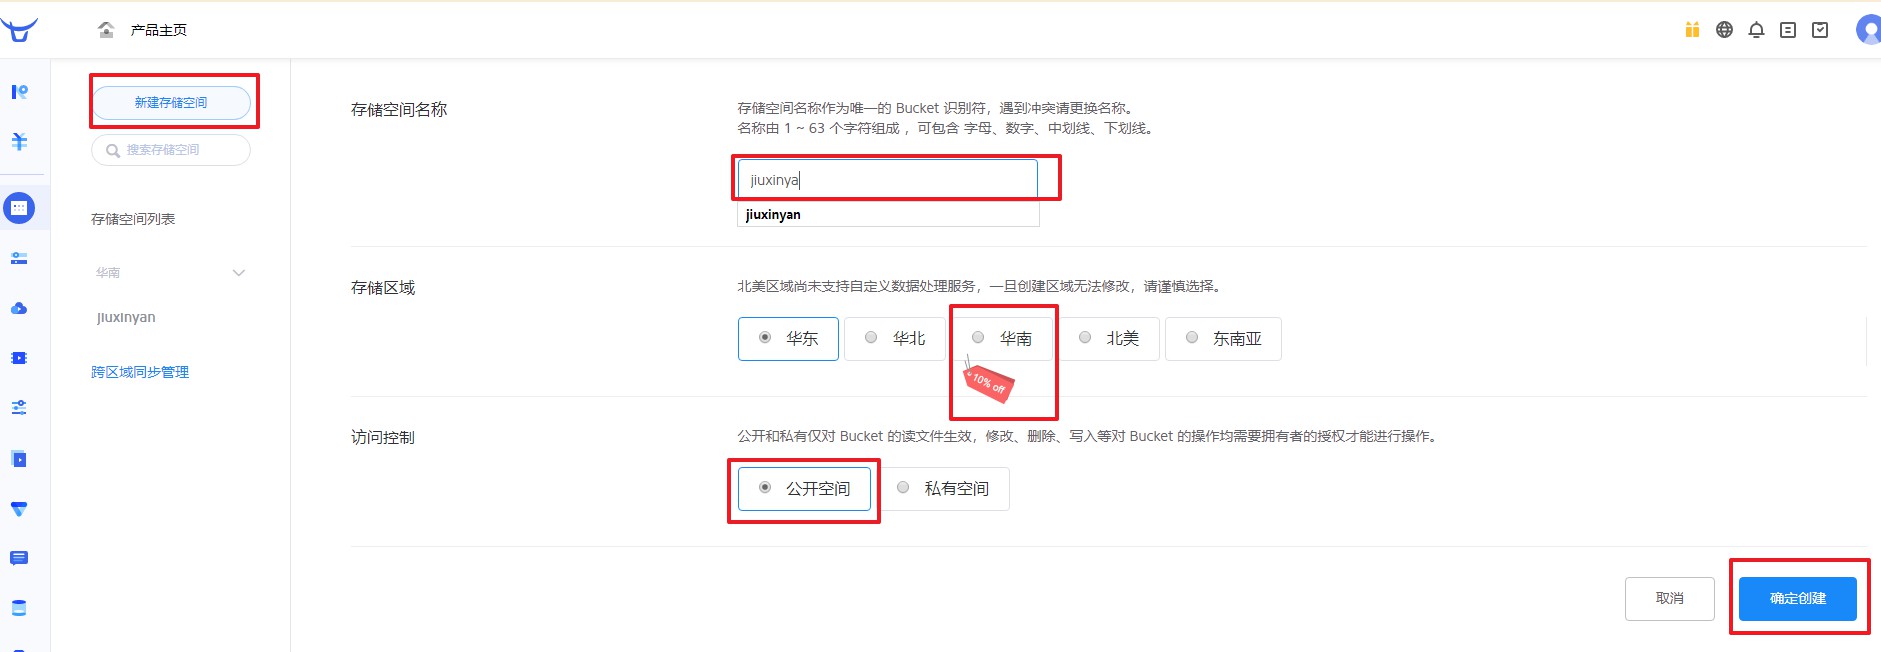 产品主页
新建存储空间
搜索存储空间
存储空间列表
华南
jiuxinyan
跨区域同步管理
存储空间名称
存储空间名称作为唯一的 Bucket 识别符，遇到冲突请更换名称。
名称由 1 ~ 63 个字符组成 ，可包含 字母、数字、中划线、下划线。
jiuxinya
jiuxinyan
存储区域
北美区域尚未支持自定义数据处理服务，一旦创建区域无法修改，请谨慎选择。
华东 华北 华南 北美 东南亚
10% off
访问控制
公开和私有仅对 Bucket 的读文件生效，修改、删除、写入等对 Bucket 的操作均需要拥有者的授权才能进行操作。
公开空间 私有空间
取消 确定创建